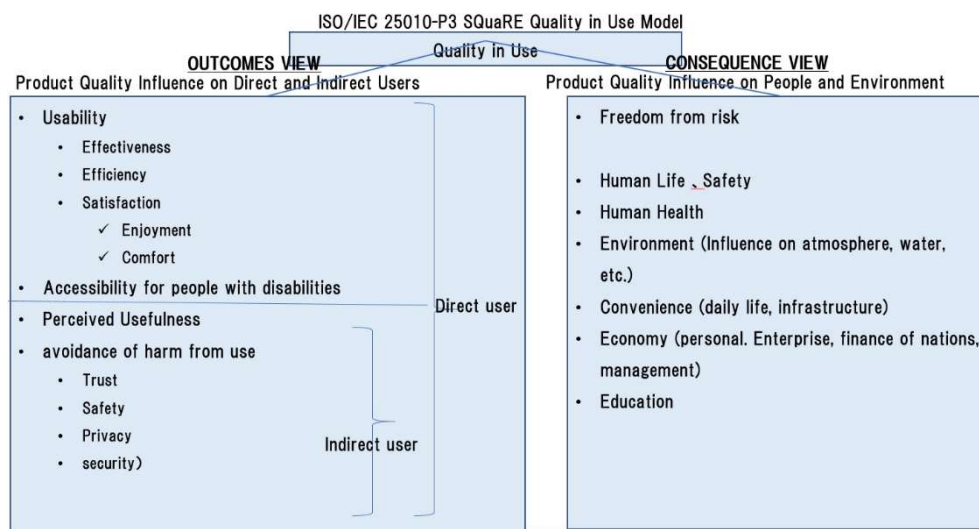 ISO/IEC 25010-P3 SQuaRE Quality in Use Model
Quality in Use
OUTCOMES VIEW
Product Quality Influence on Direct and Indirect Users
• Usability
• Effectiveness
• Efficiency
• Satisfaction
✓ Enjoyment
✓ Comfort
• Accessibility for people with disabilities
• Perceived Usefulness
• avoidance of harm from use
• Trust
• Safety
• Privacy
• security)
Direct user
Indirect user
CONSEQUENCE VIEW
Product Quality Influence on People and Environment
• Freedom from risk
• Human Life 、Safety
• Human Health
• Environment (Influence on atmosphere, water,
etc.)
• Convenience (daily life, infrastructure)
• Economy (personal. Enterprise, finance of nations,
management)
• Education